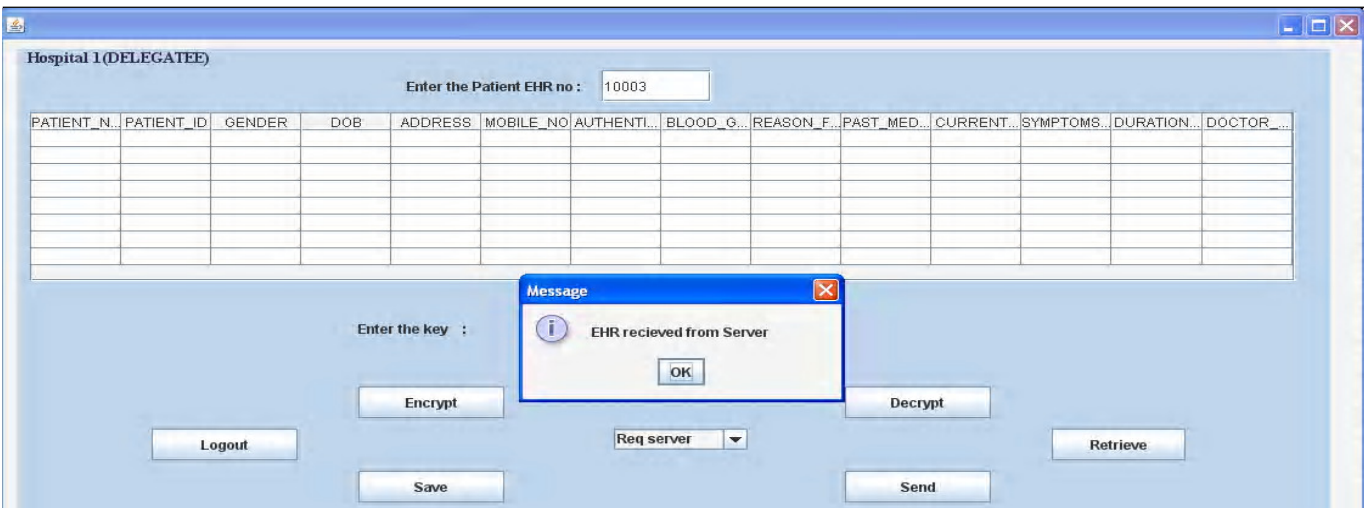 Hospital 1(DELEGATEE)
Enter the Patient EHR no : 10003
PATIENT_N... PATIENT_ID GENDER DOB ADDRESS MOBILE_NO AUTHENTI... BLOOD_G... REASON_F... PAST_MED... CURRENT... SYMPTOMS... DURATION... DOCTOR_...
Message
Enter the key :
EHR recieved from Server
OK
Encrypt Decrypt
Logout Req server Retrieve
Save Send